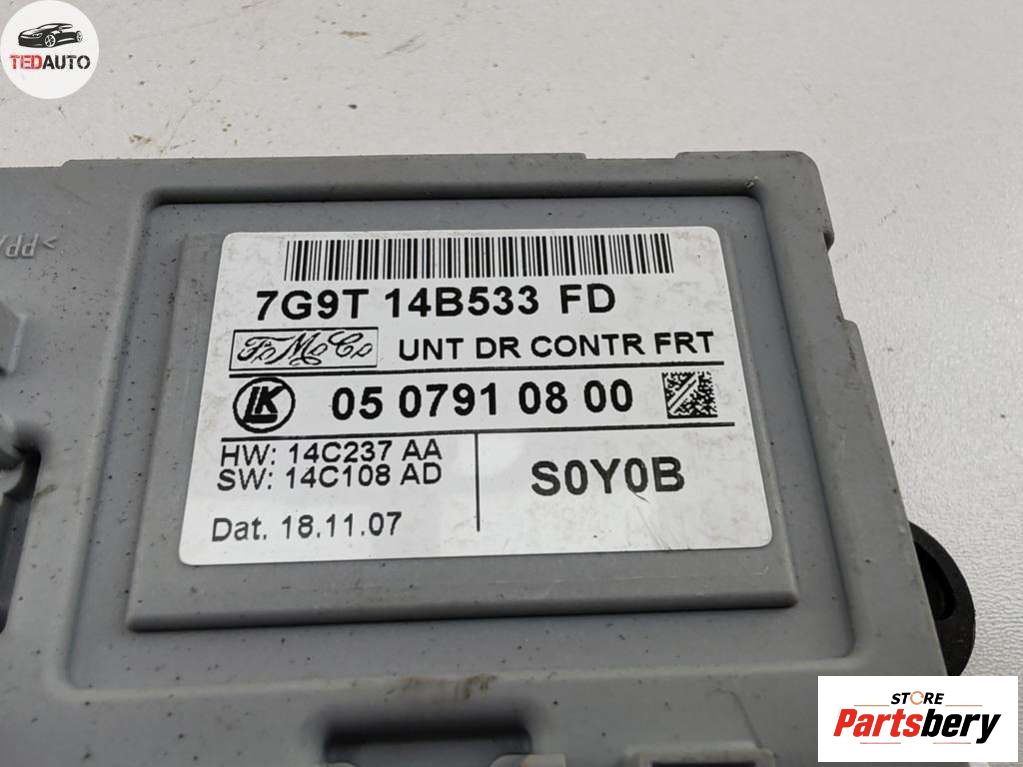 TEDAUTO
>PP/
7G9T 14B533 FD
FoMoCo UNT DR CONTR FRT
LK 05 0791 08 00
HW: 14C237 AA
SW: 14C108 AD
S0Y0B
Dat. 18.11.07
STORE
Partsbery